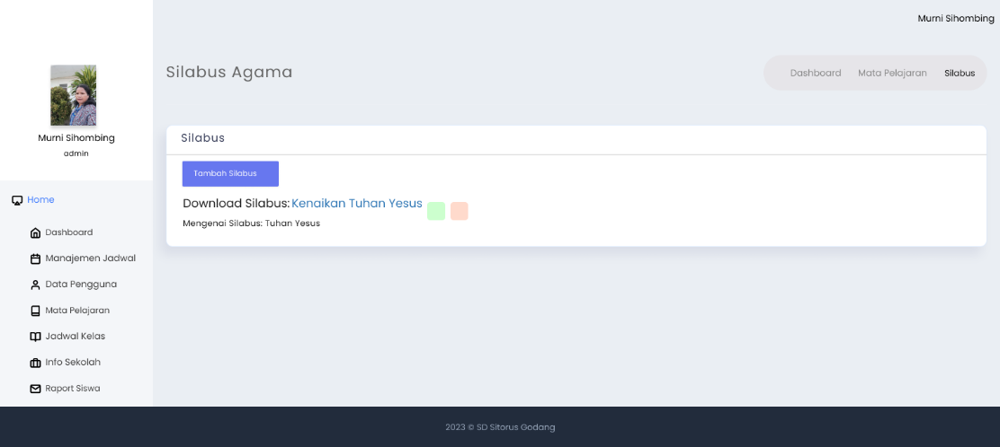 Murni Sihombing
Silabus Agama
Dashboard Mata Pelajaran Silabus
Murni Sihombing
admin
Home
Dashboard
Manajemen Jadwal
Data Pengguna
Mata Pelajaran
Jadwal Kelas
Info Sekolah
Raport Siswa
Silabus
Tamboh Silabus
Download Silabus: Kenaikan Tuhan Yesus
Mengenai Silabus: Tuhan Yesus
2023 © SD Sitorus Godang